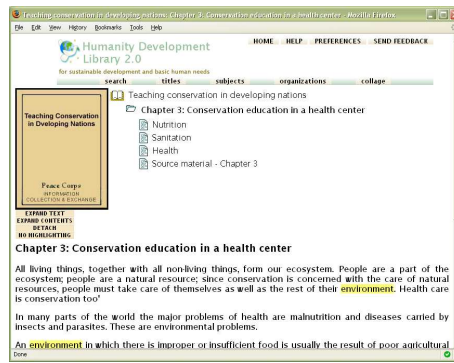 Teaching conservation in developing nations: Chapter 3: Conservation education in a health center - Mozilla Firefox
File Edit View History Bookmarks Tools Help
HOME HELP PREFERENCES SEND FEEDBACK
Humanity Development
Library 2.0
for sustainable development and basic human needs
search titles subjects organizations collage
Teaching Conservation
in Dveloping Nations
Peace Corps
INFORMATION
COLLECTION & EXCHANGE
Teaching conservation in developing nations
Chapter 3: Conservation education in a health center
Nutrition
Sanitation
Health
Source material - Chapter 3
EXPAND TEXT
EXPAND CONTENTS
DETACH
NO HIGHLIGHTING
Chapter 3: Conservation education in a health center
All living things, together with all non-living things, form our ecosystem. People are a part of the
ecosystem; people are a natural resource; since conservation is concerned with the care of natural
resources, people must take care of themselves as well as the rest of their environment. Health care
is conservation too'
In many parts of the world the major problems of health are malnutrition and diseases carried by
insects and parasites. These are environmental problems.
An environment in which there is improper or insufficient food is usually the result of poor agricultural
Done